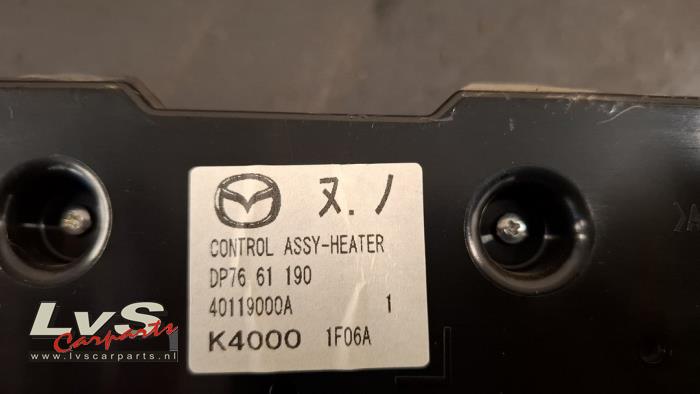 ヌ.ノ
CONTROL ASSY-HEATER
DP76 61 190
40119000A 1
K4000 1F06A
LvS
Carparts
www.lvscarparts.nl